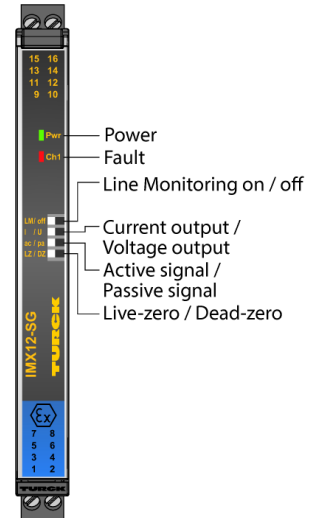 15 16
13 14
11 12
9 10
Pwr
Power
Ch1
Fault
Line Monitoring on / off
LM/ off
I / U
Current output /
Voltage output
ac / pa
Active signal /
Passive signal
LZ / DZ
Live-zero / Dead-zero
IMX12-SG
TURCK
Ex
7 8
5 6
3 4
1 2
TURCK